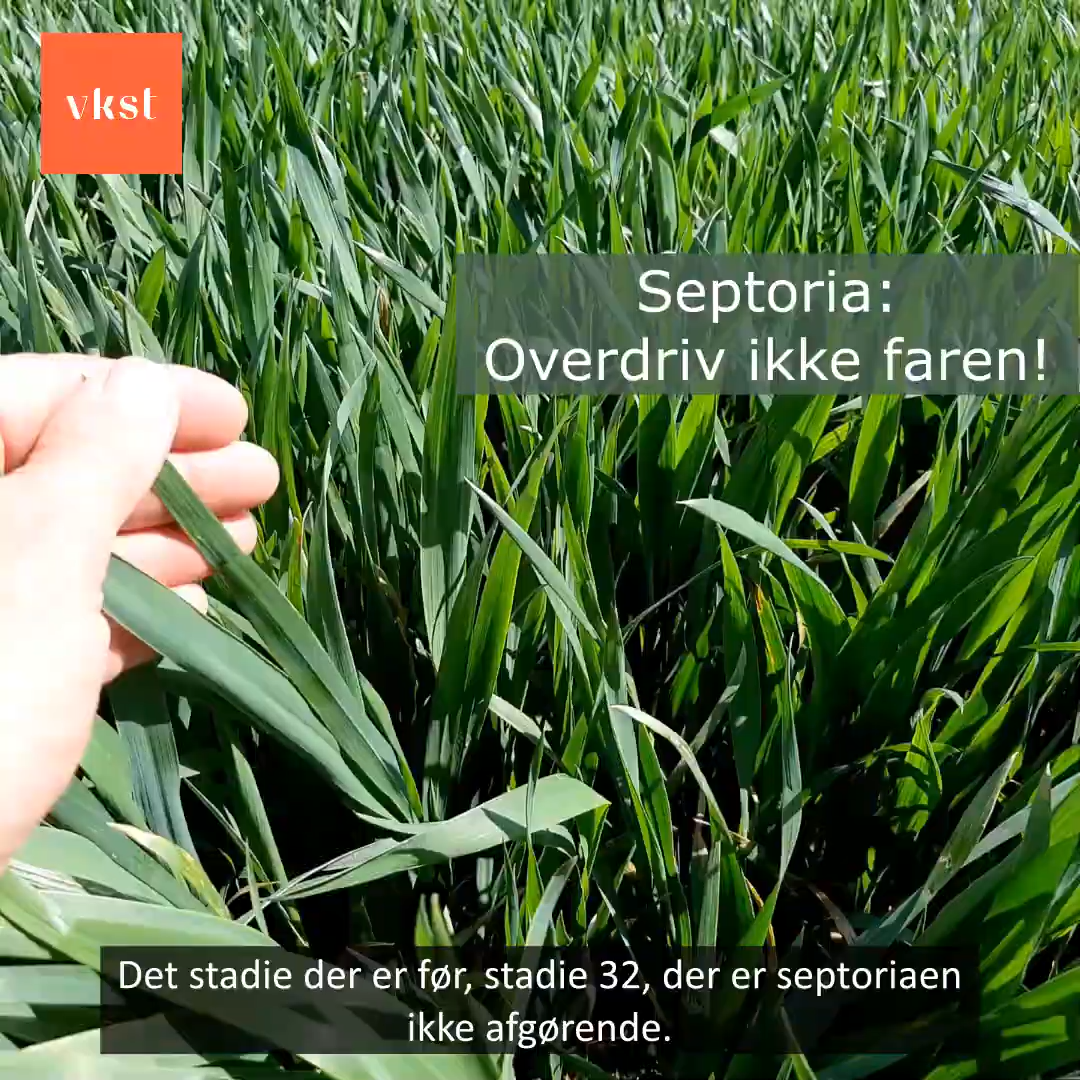 vkst
Septoria:
Overdriv ikke faren!
Det stadie der er før, stadie 32, der er septoriaen
ikke afgørende.